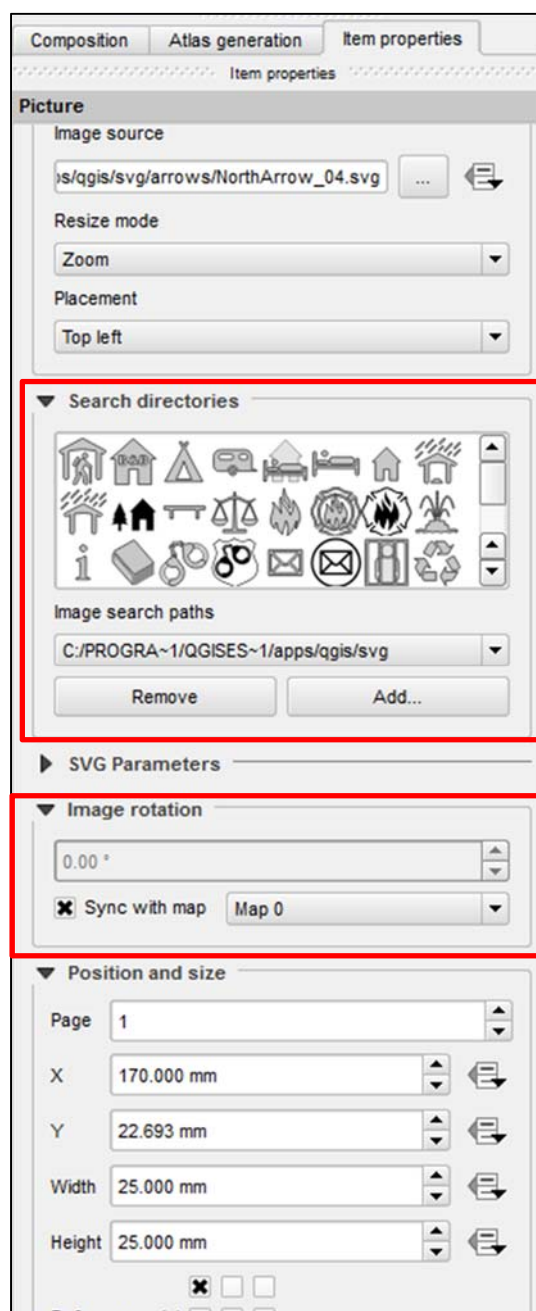 Composition Atlas generation Item properties
Item properties
Picture
Image source
os/qgis/svg/arrows/NorthArrow_04.svg ...
Resize mode
Zoom
Placement
Top left
Search directories
B&B
i
Image search paths
C:/PROGRA~1/QGISES~1/apps/qgis/svg
Remove Add...
SVG Parameters
Image rotation
0.00 °
Sync with map Map 0
Position and size
Page 1
X 170.000 mm
Y 22.693 mm
Width 25.000 mm
Height 25.000 mm